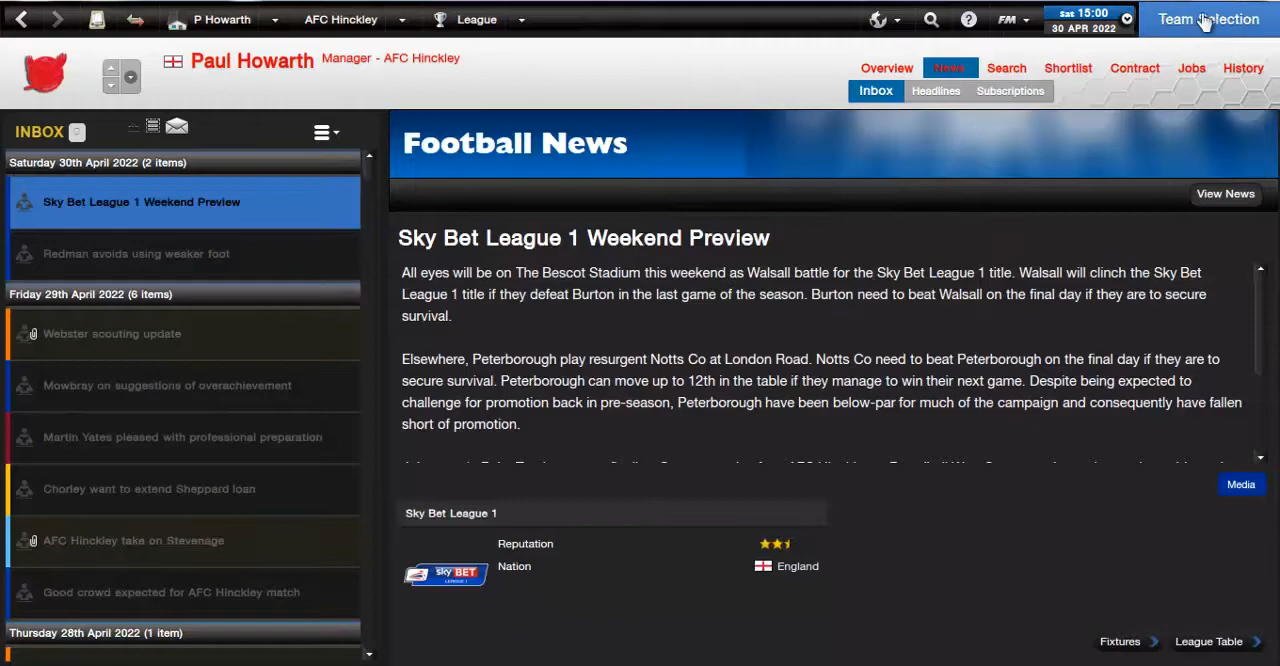 P Howarth
AFC Hinckley
League
FM
Sat 15:00
30 APR 2022
Team Selection
Paul Howarth Manager - AFC Hinckley
Overview
News
Search
Shortlist
Contract
Jobs
History
Inbox
Headlines
Subscriptions
INBOX
Saturday 30th April 2022 (2 items)
Sky Bet League 1 Weekend Preview
Redman avoids using weaker foot
Friday 29th April 2022 (6 items)
Webster scouting update
Mowbray on suggestions of overachievement
Martin Yates pleased with professional preparation
Chorley want to extend Sheppard loan
AFC Hinckley take on Stevenage
Good crowd expected for AFC Hinckley match
Thursday 28th April 2022 (1 item)
Football News
View News
Sky Bet League 1 Weekend Preview
All eyes will be on The Bescot Stadium this weekend as Walsall battle for the Sky Bet League 1 title. Walsall will clinch the Sky Bet
League 1 title if they defeat Burton in the last game of the season. Burton need to beat Walsall on the final day if they are to secure
survival.
Elsewhere, Peterborough play resurgent Notts Co at London Road. Notts Co need to beat Peterborough on the final day if they are to
secure survival. Peterborough can move up to 12th in the table if they manage to win their next game. Despite being expected to
challenge for promotion back in pre-season, Peterborough have been below-par for much of the campaign and consequently have fallen
short of promotion.
Media
Sky Bet League 1
Reputation
Nation
England
sky BET
LEAGUE 1
Fixtures
League Table